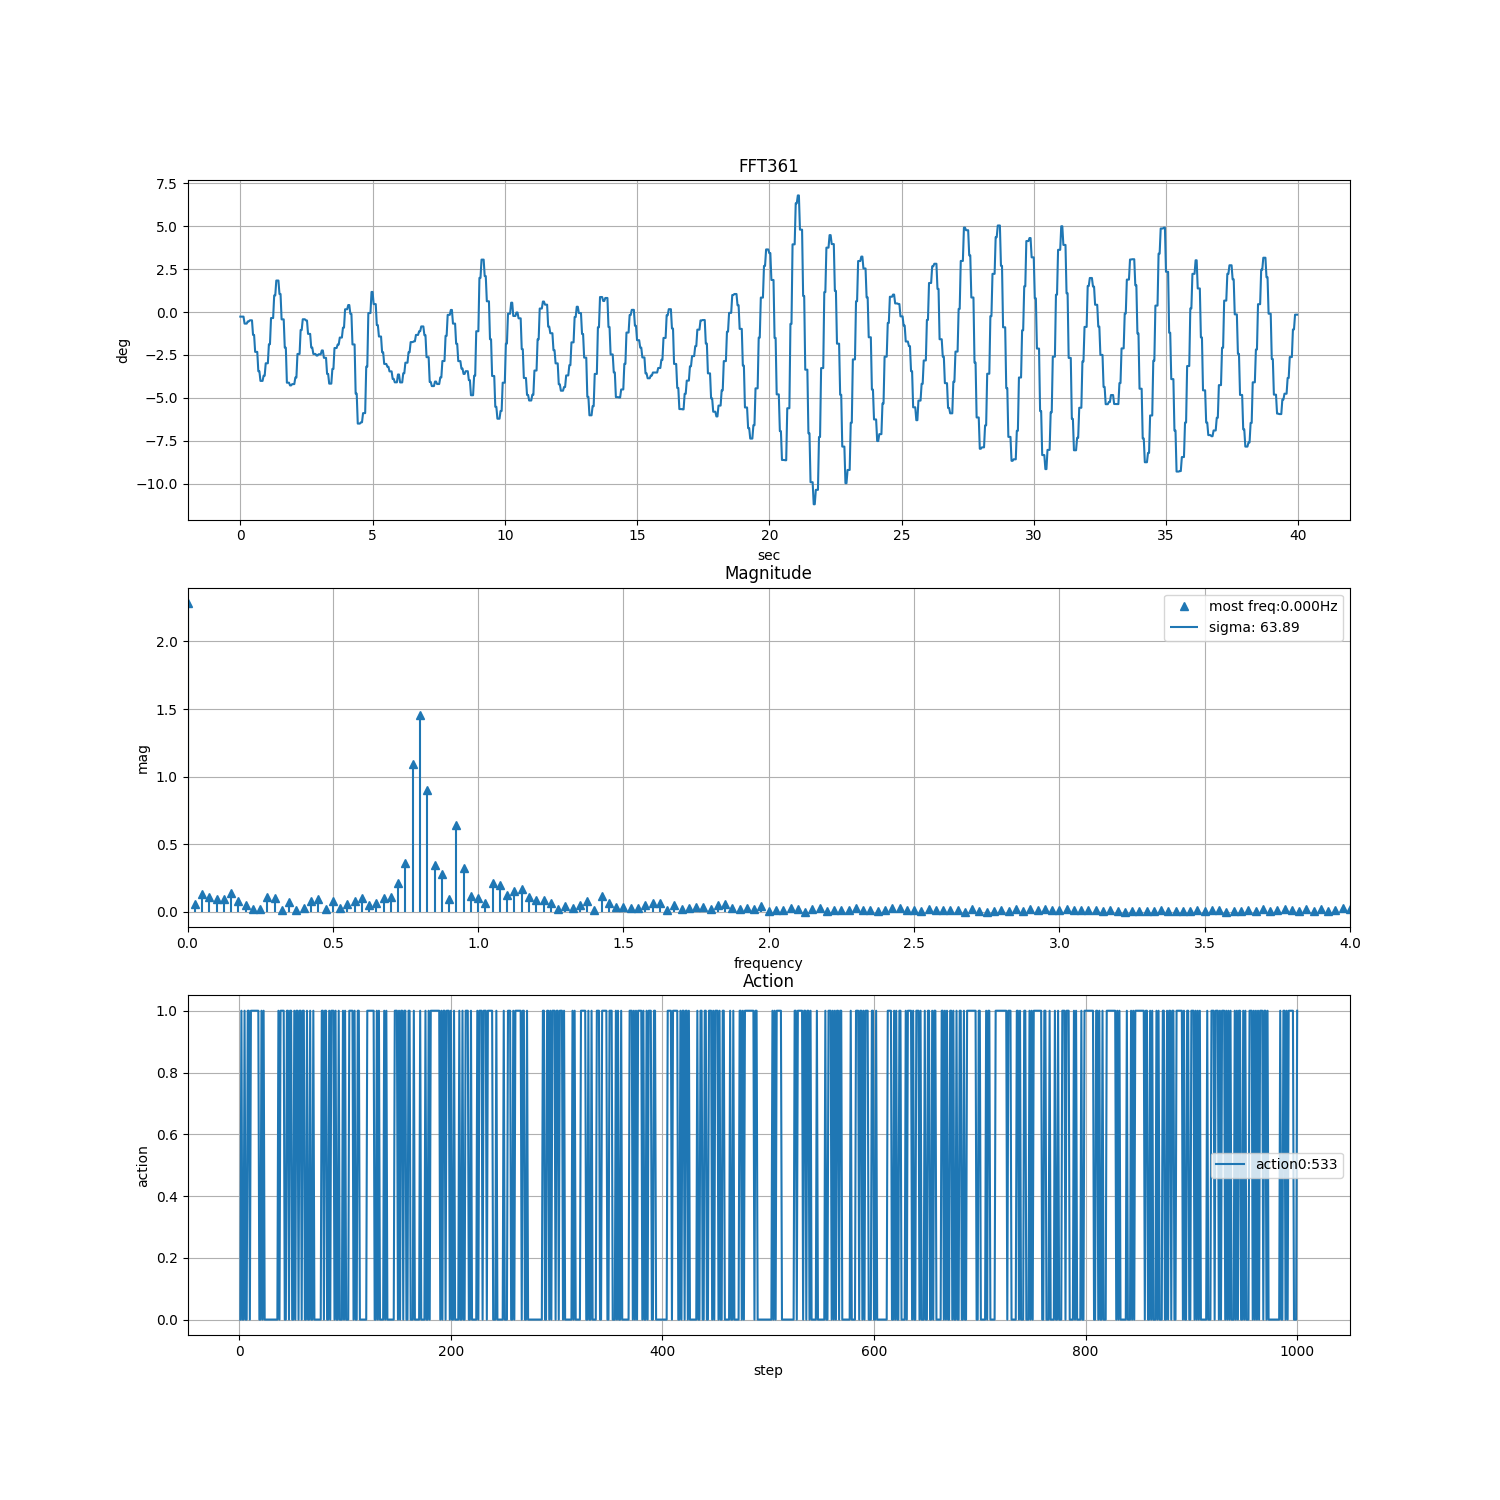 FFT361
7.5
5.0
2.5
0.0
−2.5
−5.0
−7.5
−10.0
deg
0 5 10 15 20 25 30 35 40
sec
Magnitude
most freq:0.000Hz
sigma: 63.89
2.0
1.5
1.0
0.5
0.0
mag
0.0 0.5 1.0 1.5 2.0 2.5 3.0 3.5 4.0
frequency
Action
1.0
0.8
0.6
0.4
0.2
0.0
action
action0:533
0 200 400 600 800 1000
step